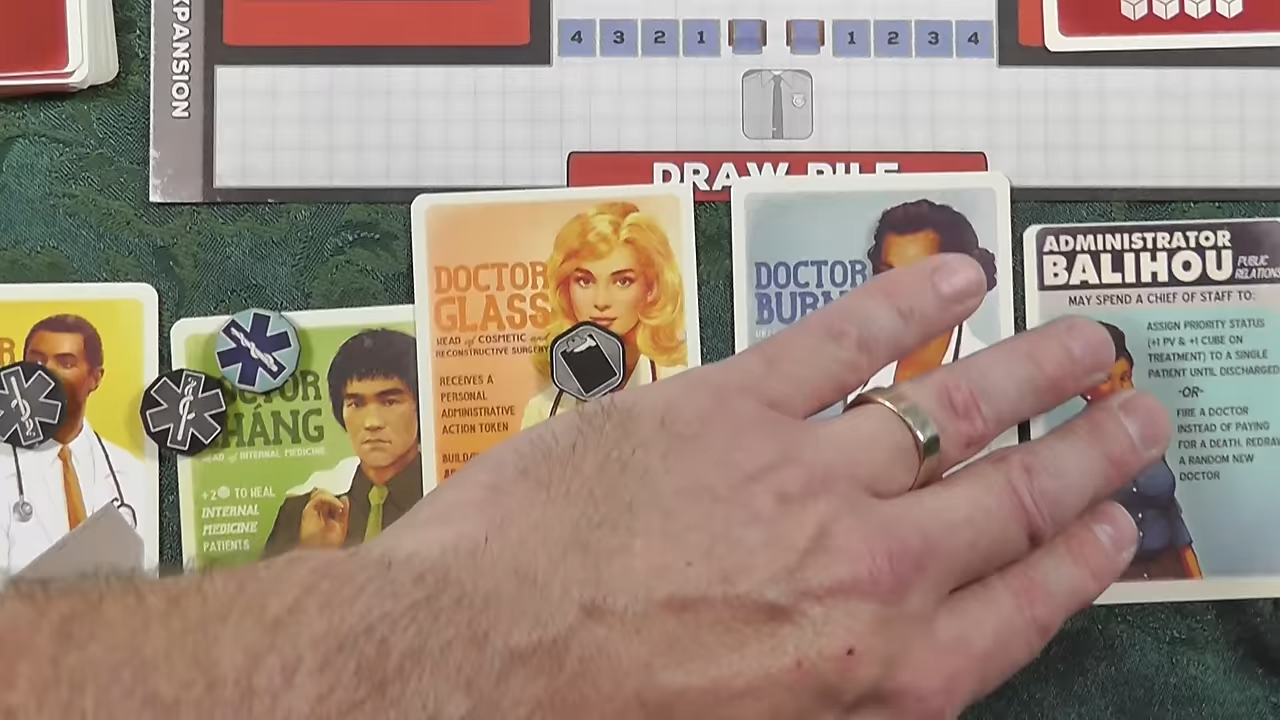 XPANSION
4 3 2 1 1 2 3 4
DRAW PILE
DOCTOR
GLASS
HEAD of COSMETIC and
RECONSTRUCTIVE SURGERY
RECEIVES A
PERSONAL
ADMINISTRATIVE
ACTION TOKEN
DOCTOR
ADMINISTRATOR
BALIHOU PUBLIC
RELATIONS
MAY SPEND A CHIEF OF STAFF TO:
ASSIGN PRIORITY STATUS
(+1 PV & +1 CUBE ON
TREATMENT) TO A SINGLE
PATIENT UNTIL DISCHARGED
-OR-
FIRE A DOCTOR
INSTEAD OF PAYING
FOR A DEATH. REDRAW
A RANDOM NEW
DOCTOR
CTOR
HÁNG
HEAD of INTERNAL MEDICINE
+2 TO HEAL
INTERNAL
MEDICINE
PATIENTS